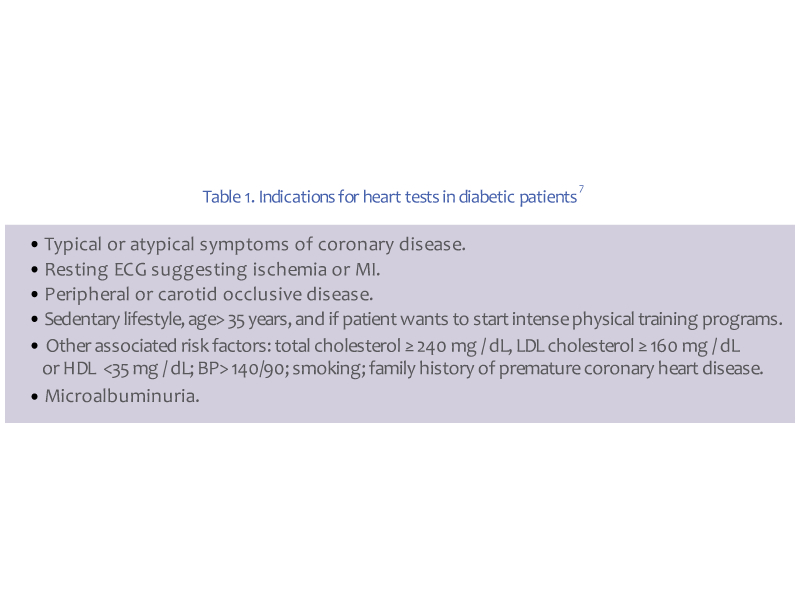 Table 1. Indications for heart tests in diabetic patients7
• Typical or atypical symptoms of coronary disease.
• Resting ECG suggesting ischemia or MI.
• Peripheral or carotid occlusive disease.
• Sedentary lifestyle, age> 35 years, and if patient wants to start intense physical training programs.
• Other associated risk factors: total cholesterol ≥ 240 mg / dL, LDL cholesterol ≥ 160 mg / dL
or HDL <35 mg / dL; BP> 140/90; smoking; family history of premature coronary heart disease.
• Microalbuminuria.